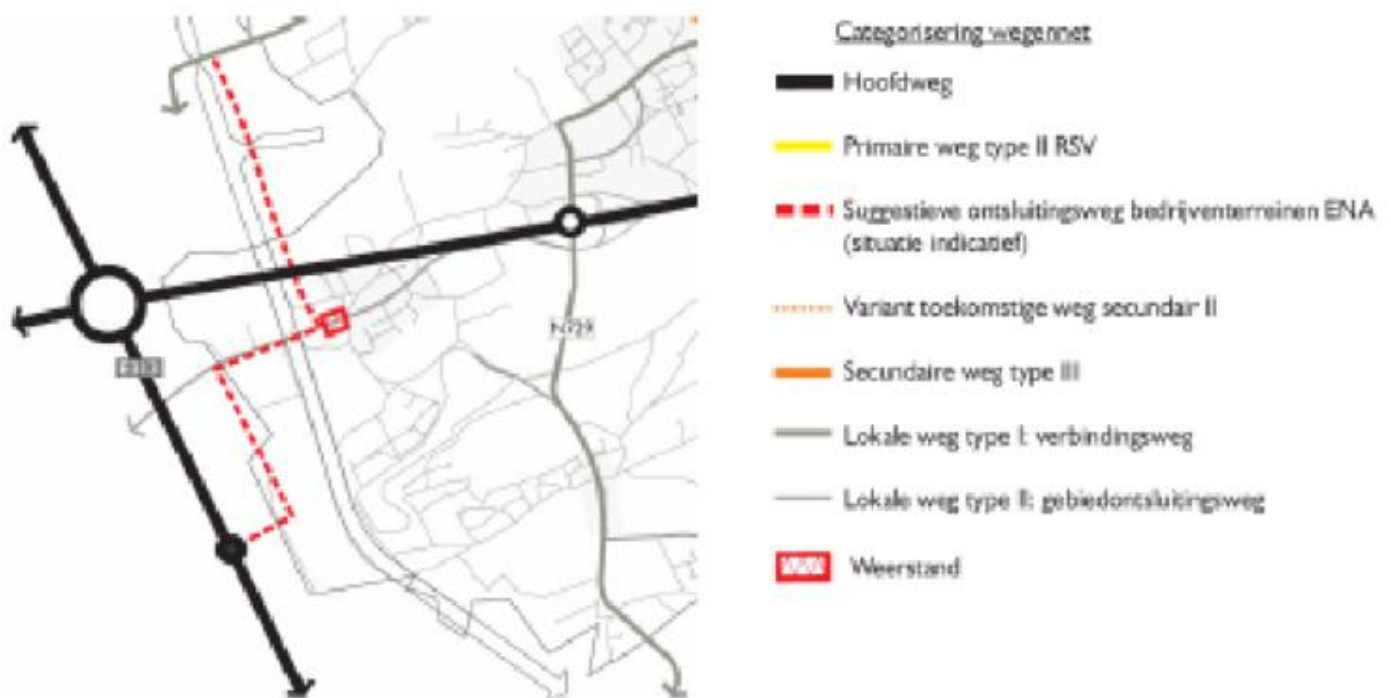 Categorisering wegennet
Hoofdweg
Primaire weg type II RSV
Suggestieve ontsluitingsweg bedrijventerreinen ENA
(situatie indicatief)
Variant toekomstige weg secundair II
Secundaire weg type III
N729
Lokale weg type I: verbindingsweg
Lokale weg type II: gebiedontsluitingsweg
Weerstand